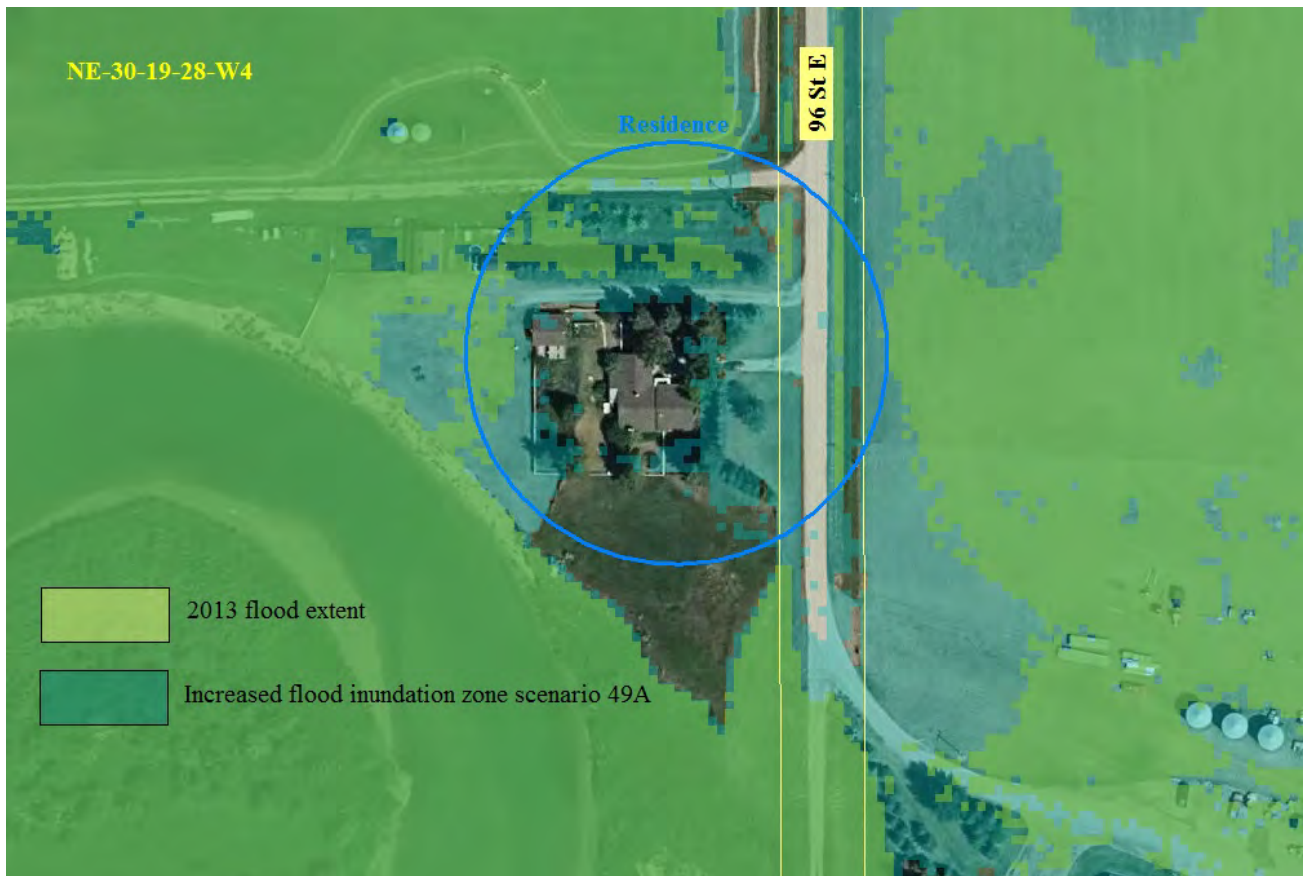 NE-30-19-28-W4
96 St E
Residence
2013 flood extent
Increased flood inundation zone scenario 49A